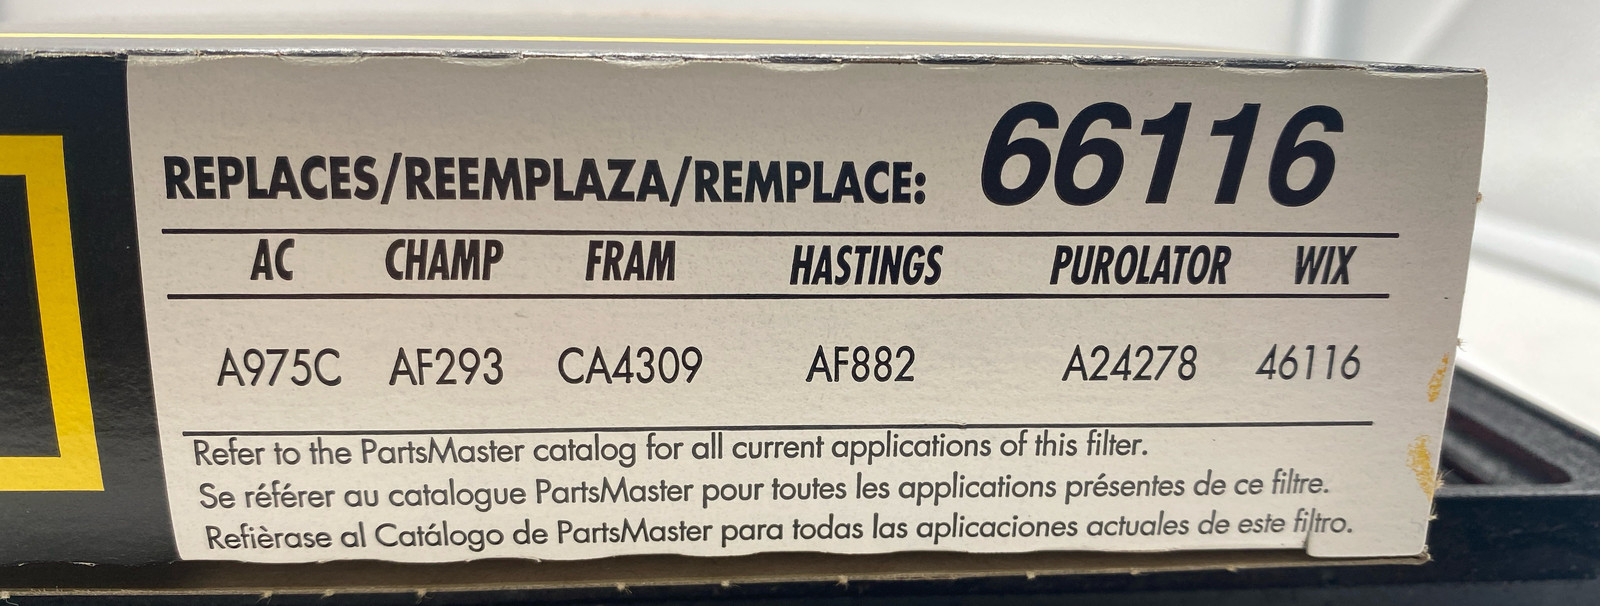 REPLACES/REEMPLAZA/REMPLACE: 66116
AC CHAMP FRAM HASTINGS PUROLATOR WIX
A975C AF293 CA4309 AF882 A24278 46116
Refer to the PartsMaster catalog for all current applications of this filter.
Se référer au catalogue PartsMaster pour toutes les applications présentes de ce filtre.
Refièrase al Catálogo de PartsMaster para todas las aplicaciones actuales de este filtro.